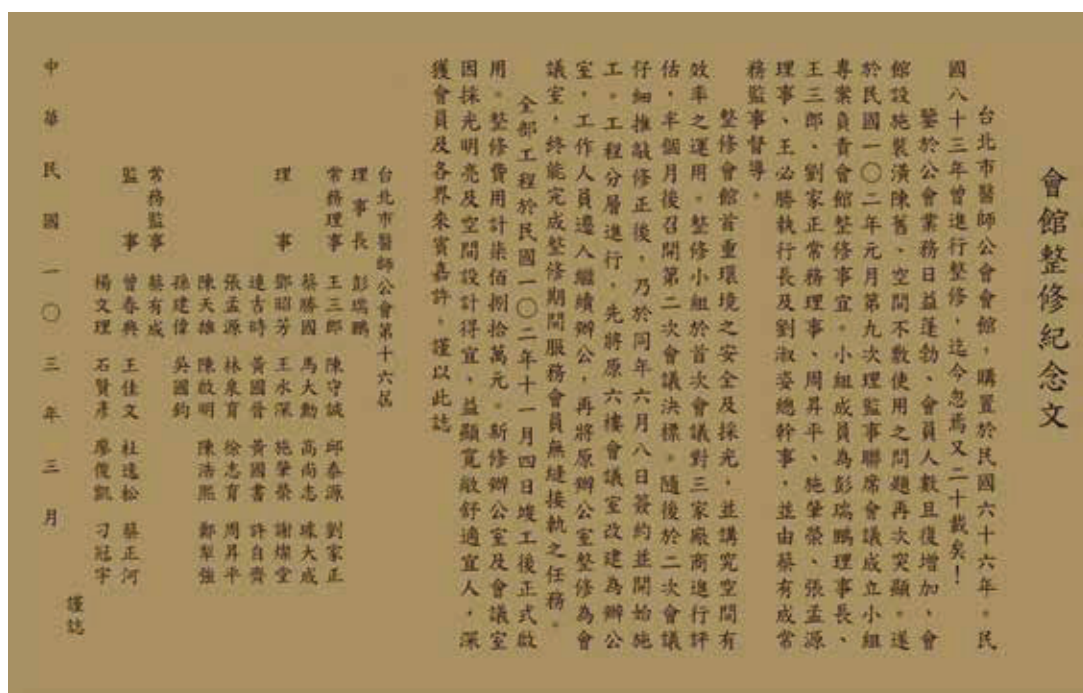 會館整修紀念文
台北市醫師公會會館，購置於民國六十六年。民
國八十三年曾進行整修，迄今忽焉又二十載矣！
鑒於公會業務日益蓬勃、會員人數且復增加、會
館設施裝潢陳舊、空間不敷使用之問題再次突顯。遂
於民國一〇二年元月第九次理監事聯席會議成立小組
專案負責會館整修事宜。小組成員為彭瑞鵬理事長、
王三郎、劉家正常務理事、周昇平、施肇榮、張孟源
理事、王必勝執行長及劉淑姿總幹事，並由蔡有成常
務監事督導。
整修會館首重環境之安全及採光，並講究空間有
效率之運用。整修小組於首次會議對三家廠商進行評
估，半個月後召開第二次會議決標。隨後於二次會議
仔細推敲修正後，乃於同年六月八日簽約並開始施
工。工程分層進行，先將原六樓會議室改建為辦公
室，工作人員遷入繼續辦公，再將原辦公室整修為會
議室，終能完成整修期間服務會員無縫接軌之任務。
全部工程於民國一〇二年十一月四日竣工後正式啟
用。整修費用計柒佰捌拾萬元。新修辦公室及會議室
因採光明亮及空間設計得宜，益顯寬敞舒適宜人，深
獲會員及各界來賓嘉許。謹以此誌
台北市醫師公會第十六屆
理事長 彭瑞鵬
常務理事 王三郎 陳守誠 邱泰源 劉家正
蔡勝國 馬大勳 高尚志 璩大成
理事 鄧昭芳 王水深 施肇榮 謝燦堂
連吉時 黃國晉 黃國書 許自齊
張孟源 林泉育 徐志育 周昇平
陳天雄 陳啟明 陳浩熙 鄭犁強
孫建偉 吳國鈞
常務監事 蔡有成
監事 曾春典 王佳文 杜逸松 蔡正河
楊文理 石賢彥 廖俊凱 刁冠宇
謹誌
中華民國一〇三年三月